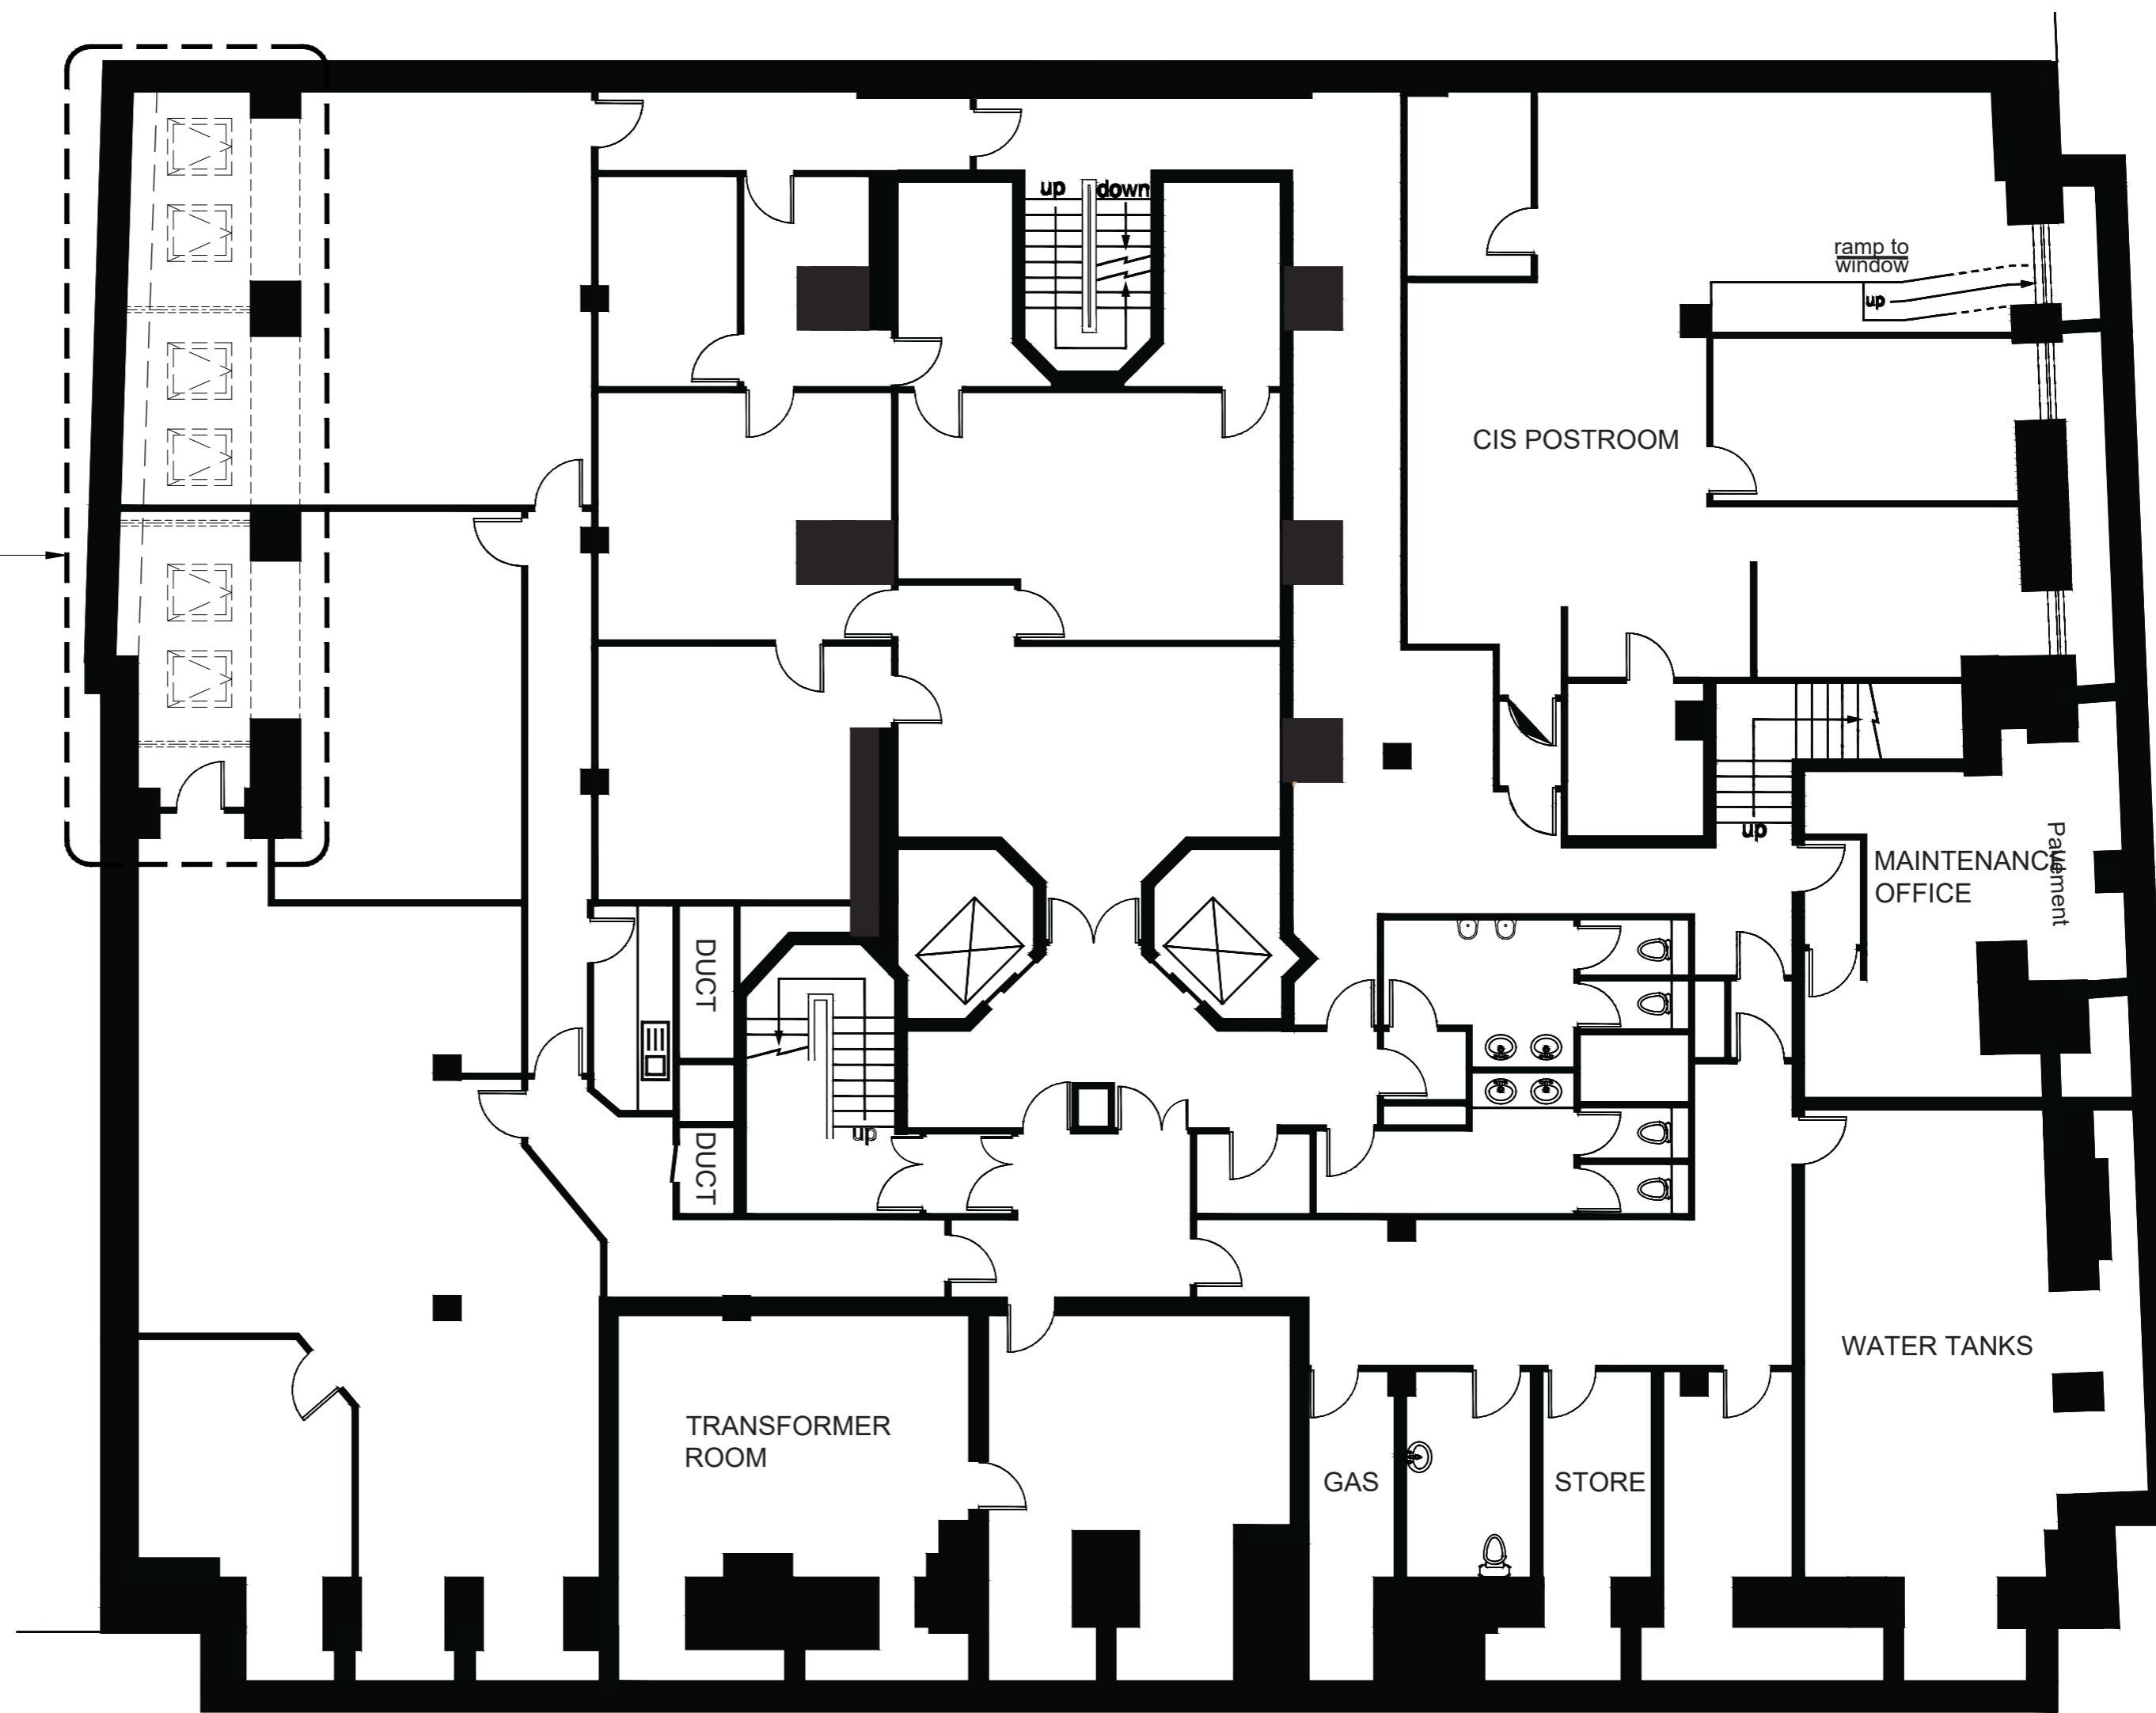 up
down
ramp to
window
up
CIS POSTROOM
up
MAINTENANCE
OFFICE
Pavement
DUCT
up
DUCT
WATER TANKS
TRANSFORMER
ROOM
GAS
STORE